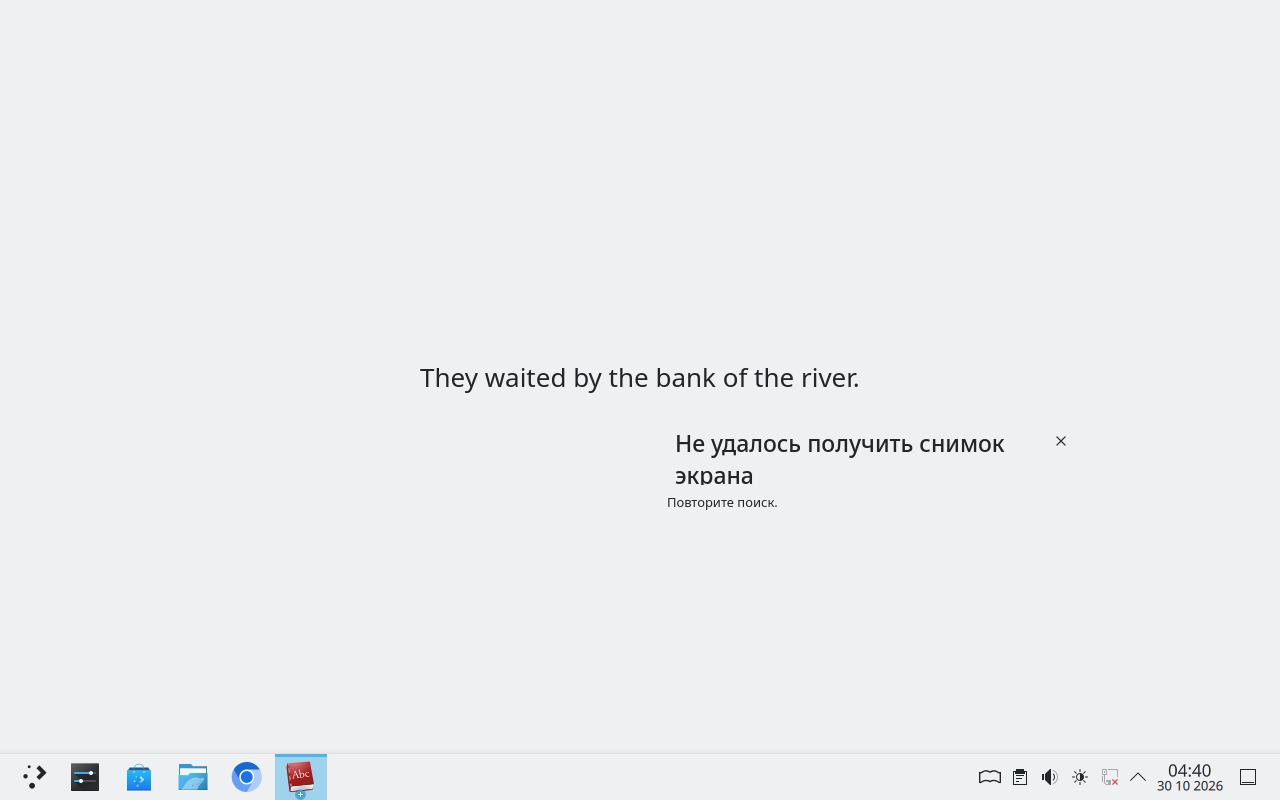 They waited by the bank of the river.
Не удалось получить снимок
экрана
Повторите поиск.
Abc
04:40
30 10 2026